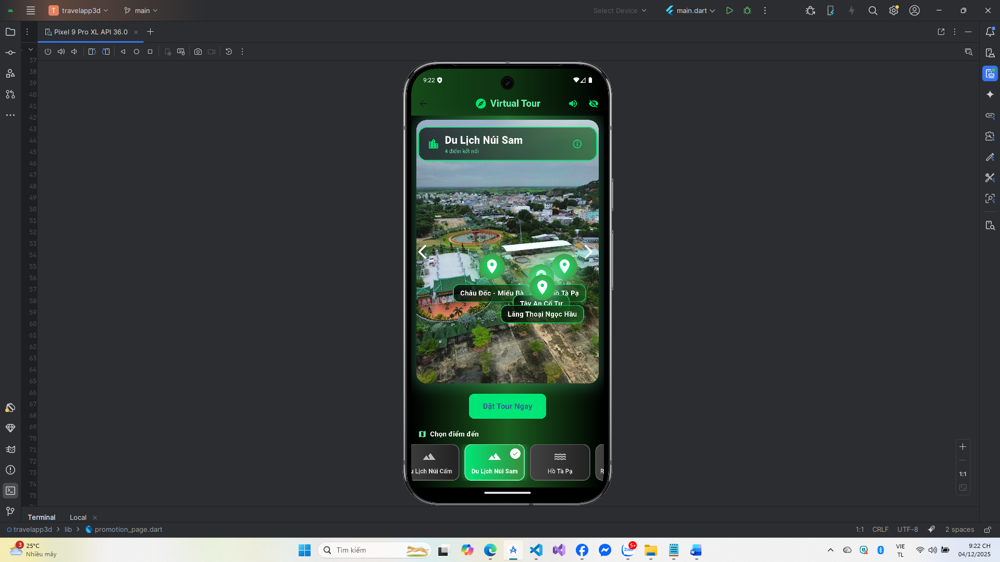 T travelapp3d
main
Select Device
main.dart
Pixel 9 Pro XL API 36.0
37
38
39
40
41
42
43
44
45
46
47
48
49
50
51
52
53
54
55
56
57
58
59
60
61
62
63
64
65
66
67
68
69
70
71
72
73
74
75
9:22
Virtual Tour
Du Lịch Núi Sam
4 điểm kết nối
Châu Đốc - Miếu Bà
ồ Tà Pạ
Tây An Cổ Tự
Lăng Thoại Ngọc Hầu
Đặt Tour Ngay
Chọn điểm đến
u Lịch Núi Cấm
Du Lịch Núi Sam
Hồ Tà Pạ
R
1:1
Terminal
Local
travelapp3d
lib
promotion_page.dart
1:1
CRLF
UTF-8
2 spaces
3
25°C
Nhiều mây
Tìm kiếm
Zalo
5+
VIE
TL
9:22 CH
04/12/2025